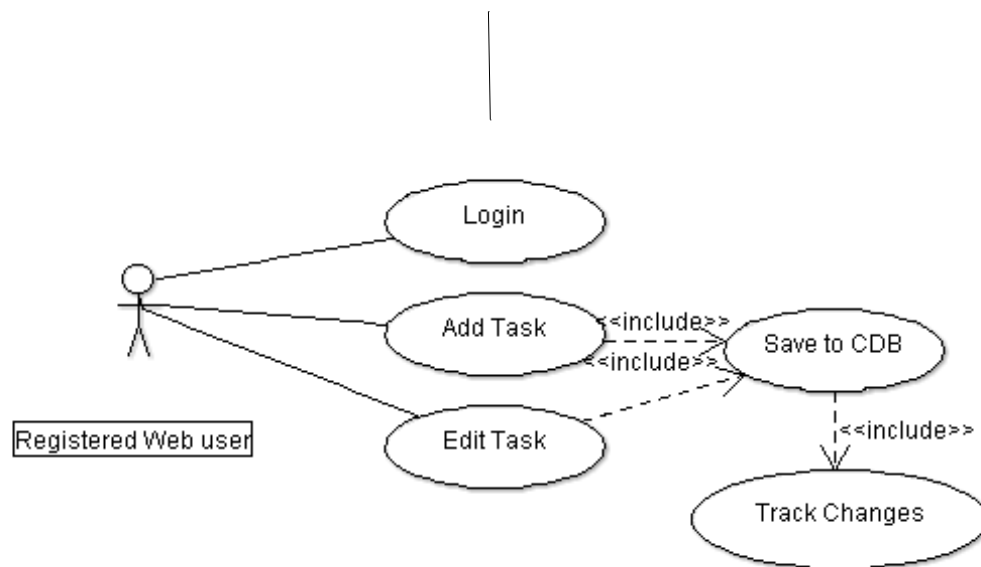 Login
Add Task
<<include>>
Save to CDB
<<include>>
Registered Web user
Edit Task
<<include>>
Track Changes